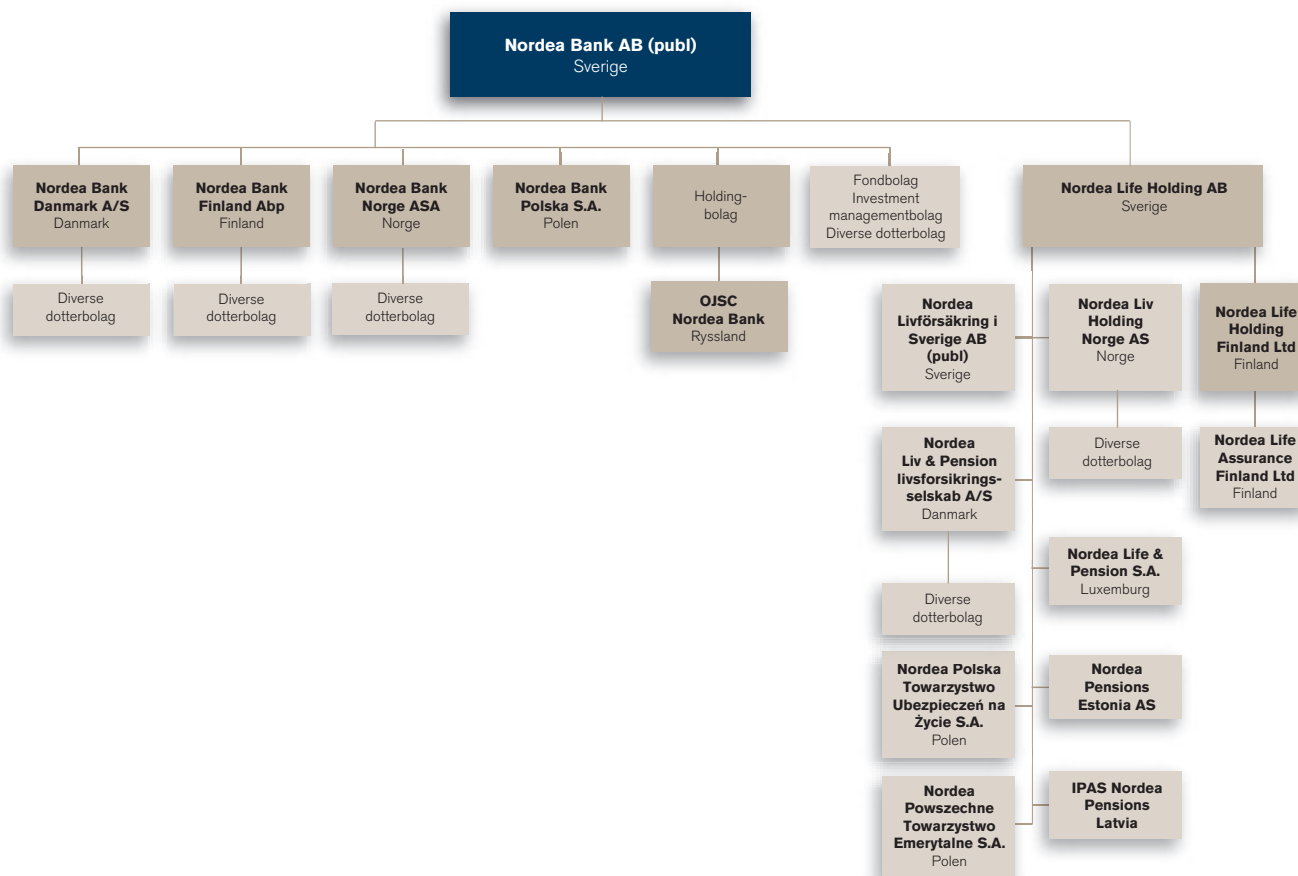 Nordea Bank AB (publ)
Sverige
Nordea Bank
Danmark A/S
Danmark
Nordea Bank
Finland Abp
Finland
Nordea Bank
Norge ASA
Norge
Nordea Bank
Polska S.A.
Polen
Holding-
bolag
Fondbolag
Investment
managementbolag
Diverse dotterbolag
Nordea Life Holding AB
Sverige
Diverse
dotterbolag
Diverse
dotterbolag
Diverse
dotterbolag
OJSC
Nordea Bank
Ryssland
Nordea
Livförsäkring i
Sverige AB
(publ)
Sverige
Nordea Liv
Holding
Norge AS
Norge
Nordea Life
Holding
Finland Ltd
Finland
Nordea
Liv & Pension
livsforsikrings-
selskab A/S
Danmark
Diverse
dotterbolag
Nordea Life
Assurance
Finland Ltd
Finland
Nordea Life &
Pension S.A.
Luxemburg
Diverse
dotterbolag
Nordea Polska
Towarzystwo
Ubezpieczeń na
Życie S.A.
Polen
Nordea
Pensions
Estonia AS
Nordea
Powszechne
Towarzystwo
Emerytalne S.A.
Polen
IPAS Nordea
Pensions
Latvia